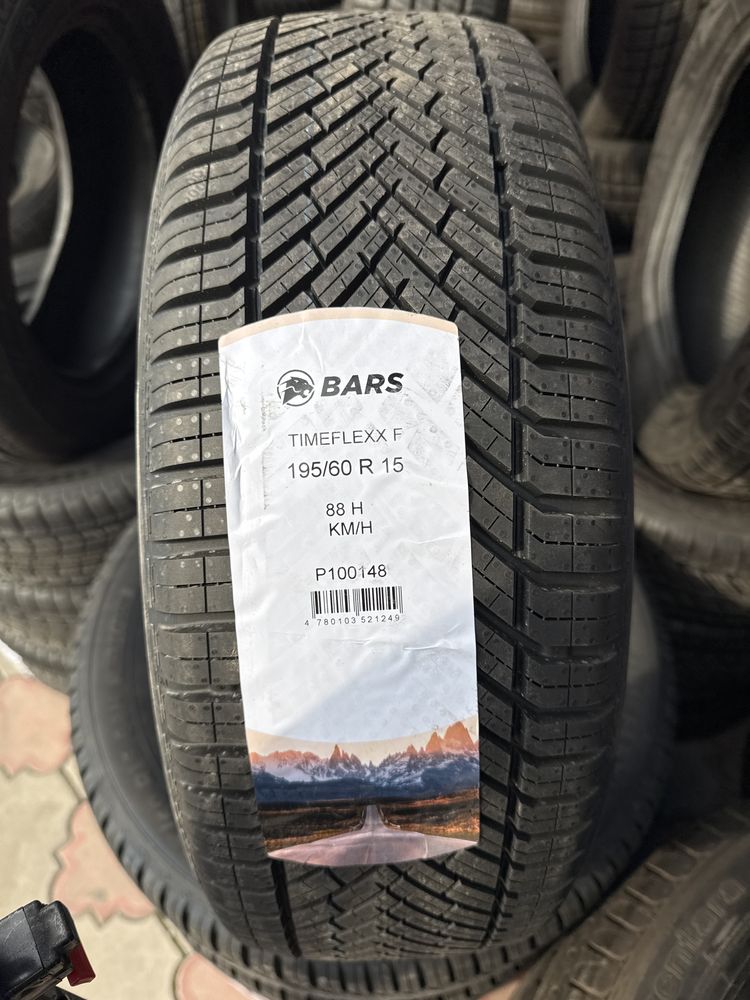 BARS
TIMEFLEXX F
195/60 R 15
88 H
KM/H
P100148
4 780103 521249